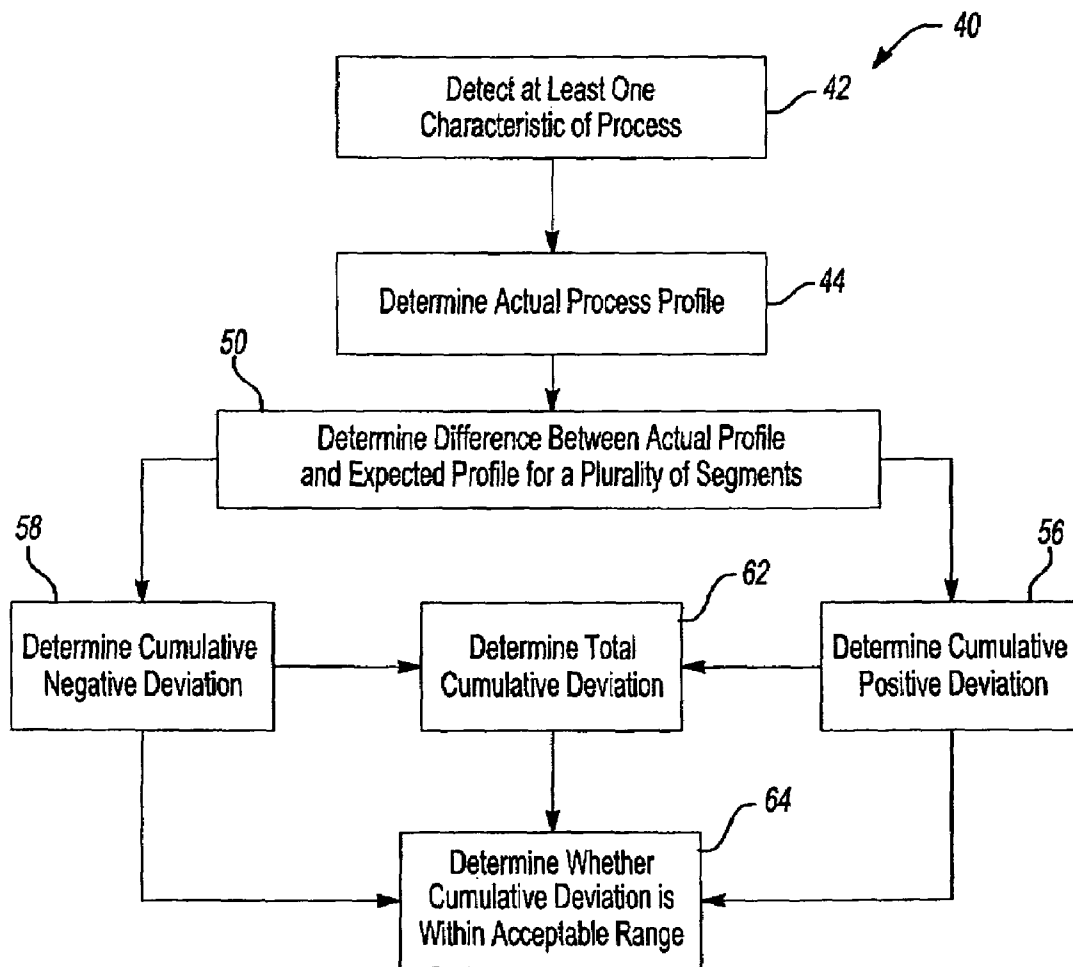 40
Detect at Least One
Characteristic of Process
42
Determine Actual Process Profile
44
50
Determine Difference Between Actual Profile
and Expected Profile for a Plurality of Segments
58
Determine Cumulative
Negative Deviation
62
Determine Total
Cumulative Deviation
56
Determine Cumulative
Positive Deviation
64
Determine Whether
Cumulative Deviation is
Within Acceptable Range